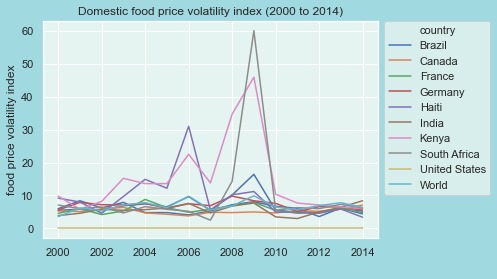 Domestic food price volatility index (2000 to 2014)
food price volatility index
60
50
40
30
20
10
0
2000
2002
2004
2006
2008
2010
2012
2014
country
Brazil
Canada
France
Germany
Haiti
India
Kenya
South Africa
United States
World